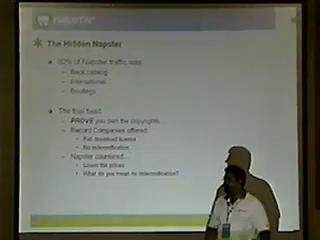 napster
The Hidden Napster
80% of Napster traffic was:
– Back catalog
– International
– Bootlegs
The final twist:
– PROVE you own the copyrights…
– Record Companies offered:
Full download license
No indemnification
– Napster countered…
Lower the prices
What do you mean no indemnification?